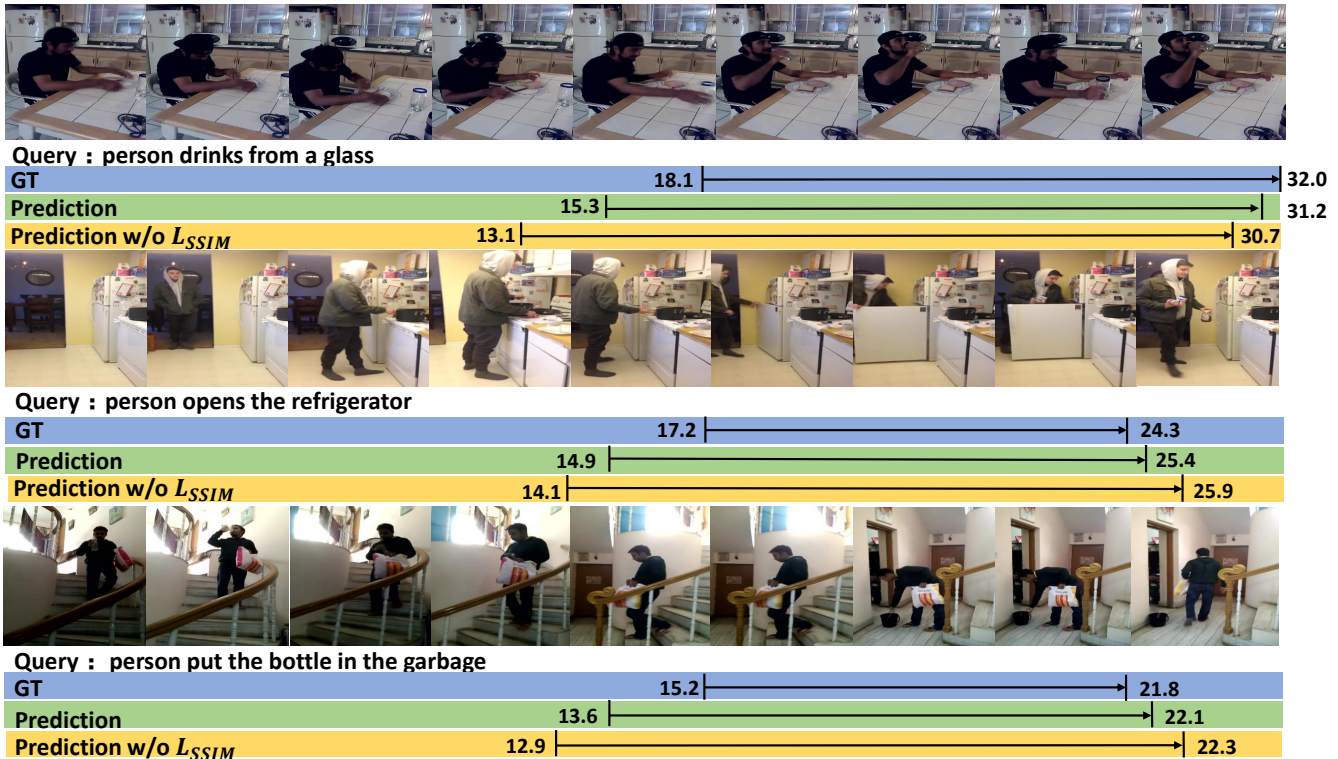 Query : person drinks from a glass
GT 18.1 32.0
Prediction 15.3 31.2
Prediction w/o L_SSIM 13.1 30.7
Query : person opens the refrigerator
GT 17.2 24.3
Prediction 14.9 25.4
Prediction w/o L_SSIM 14.1 25.9
Query : person put the bottle in the garbage
GT 15.2 21.8
Prediction 13.6 22.1
Prediction w/o L_SSIM 12.9 22.3